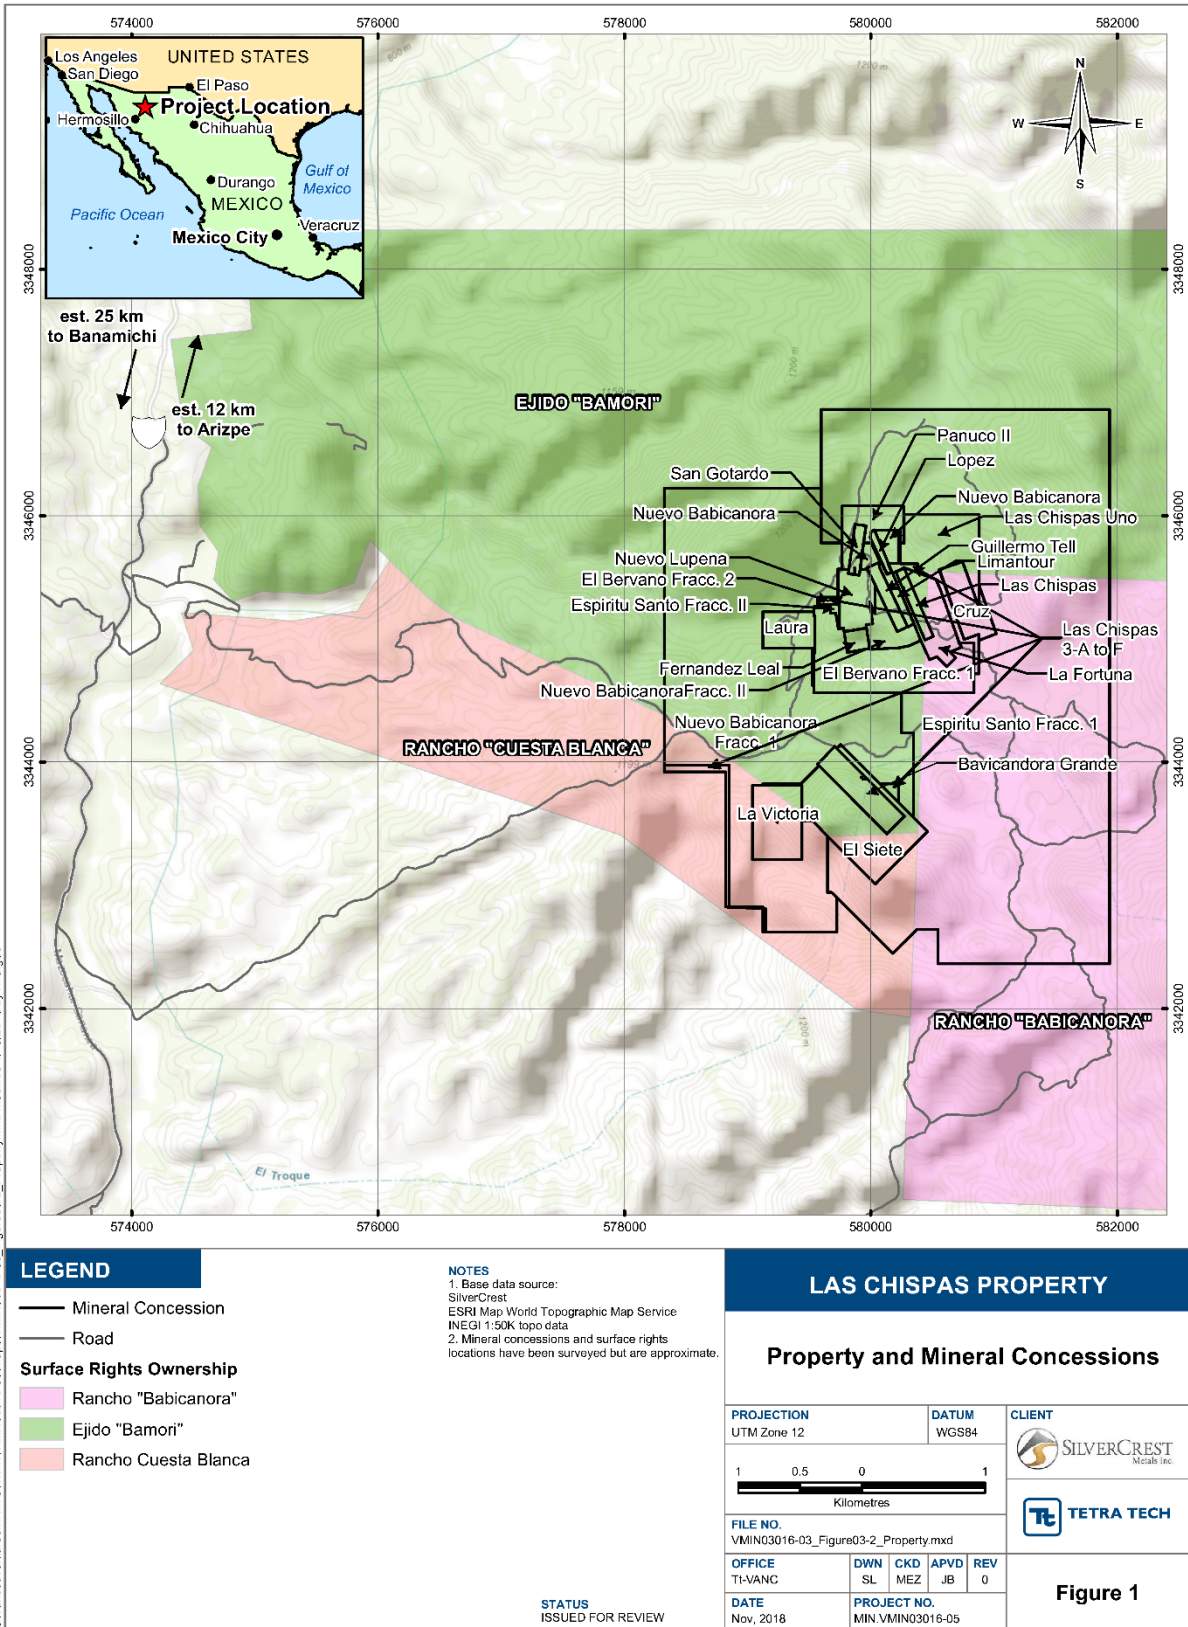 574000
576000
578000
580000
582000
UNITED STATES
Los Angeles
San Diego
El Paso
Project Location
Hermosillo
Chihuahua
Gulf of
Mexico
Durango
MEXICO
Pacific Ocean
Veracruz
Mexico City
800 m
1200 m
N
W
E
S
3348000
3348000
est. 25 km
to Banamichi
est. 12 km
to Arizpe
1200 m
1159 m
EJIDO "BAMORI"
Panuco II
San Gotardo
Lopez
Nuevo Babicanora
Nuevo Babicanora
3346000
3346000
Las Chispas Uno
Guillermo Tell
Nuevo Lupena
Limantour
El Bervano Fracc. 2
Las Chispas
Espiritu Santo Fracc. II
Cruz
Laura
Las Chispas
3-A to F
Fernandez Leal
El Bervano Fracc. 1
La Fortuna
Nuevo BabicanoraFracc. II
Nuevo Babicanora
Fracc. 1
Espiritu Santo Fracc. 1
RANCHO "CUESTA BLANCA"
1199 m
3344000
3344000
Bavicandora Grande
La Victoria
El Siete
3342000
3342000
RANCHO "BABICANORA"
1200 m
El Troque
574000
576000
578000
580000
582000
LEGEND
Mineral Concession
Road
Surface Rights Ownership
Rancho "Babicanora"
Ejido "Bamori"
Rancho Cuesta Blanca
NOTES
1. Base data source:
SilverCrest
ESRI Map World Topographic Map Service
INEGI 1:50K topo data
2. Mineral concessions and surface rights
locations have been surveyed but are approximate.
STATUS
ISSUED FOR REVIEW
LAS CHISPAS PROPERTY
Property and Mineral Concessions
PROJECTION
UTM Zone 12
DATUM
WGS84
CLIENT
SILVERCREST
Metals Inc.
1 0.5 0 1
Kilometres
Tt TETRA TECH
FILE NO.
VMIN03016-03_Figure03-2_Property.mxd
OFFICE
Tt-VANC
DWN
SL
CKD
MEZ
APVD
JB
REV
0
DATE
Nov, 2018
PROJECT NO.
MIN.VMIN03016-05
Figure 1